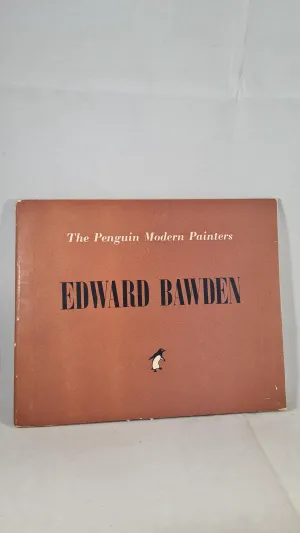 The Penguin Modern Painters
EDWARD BAWDEN